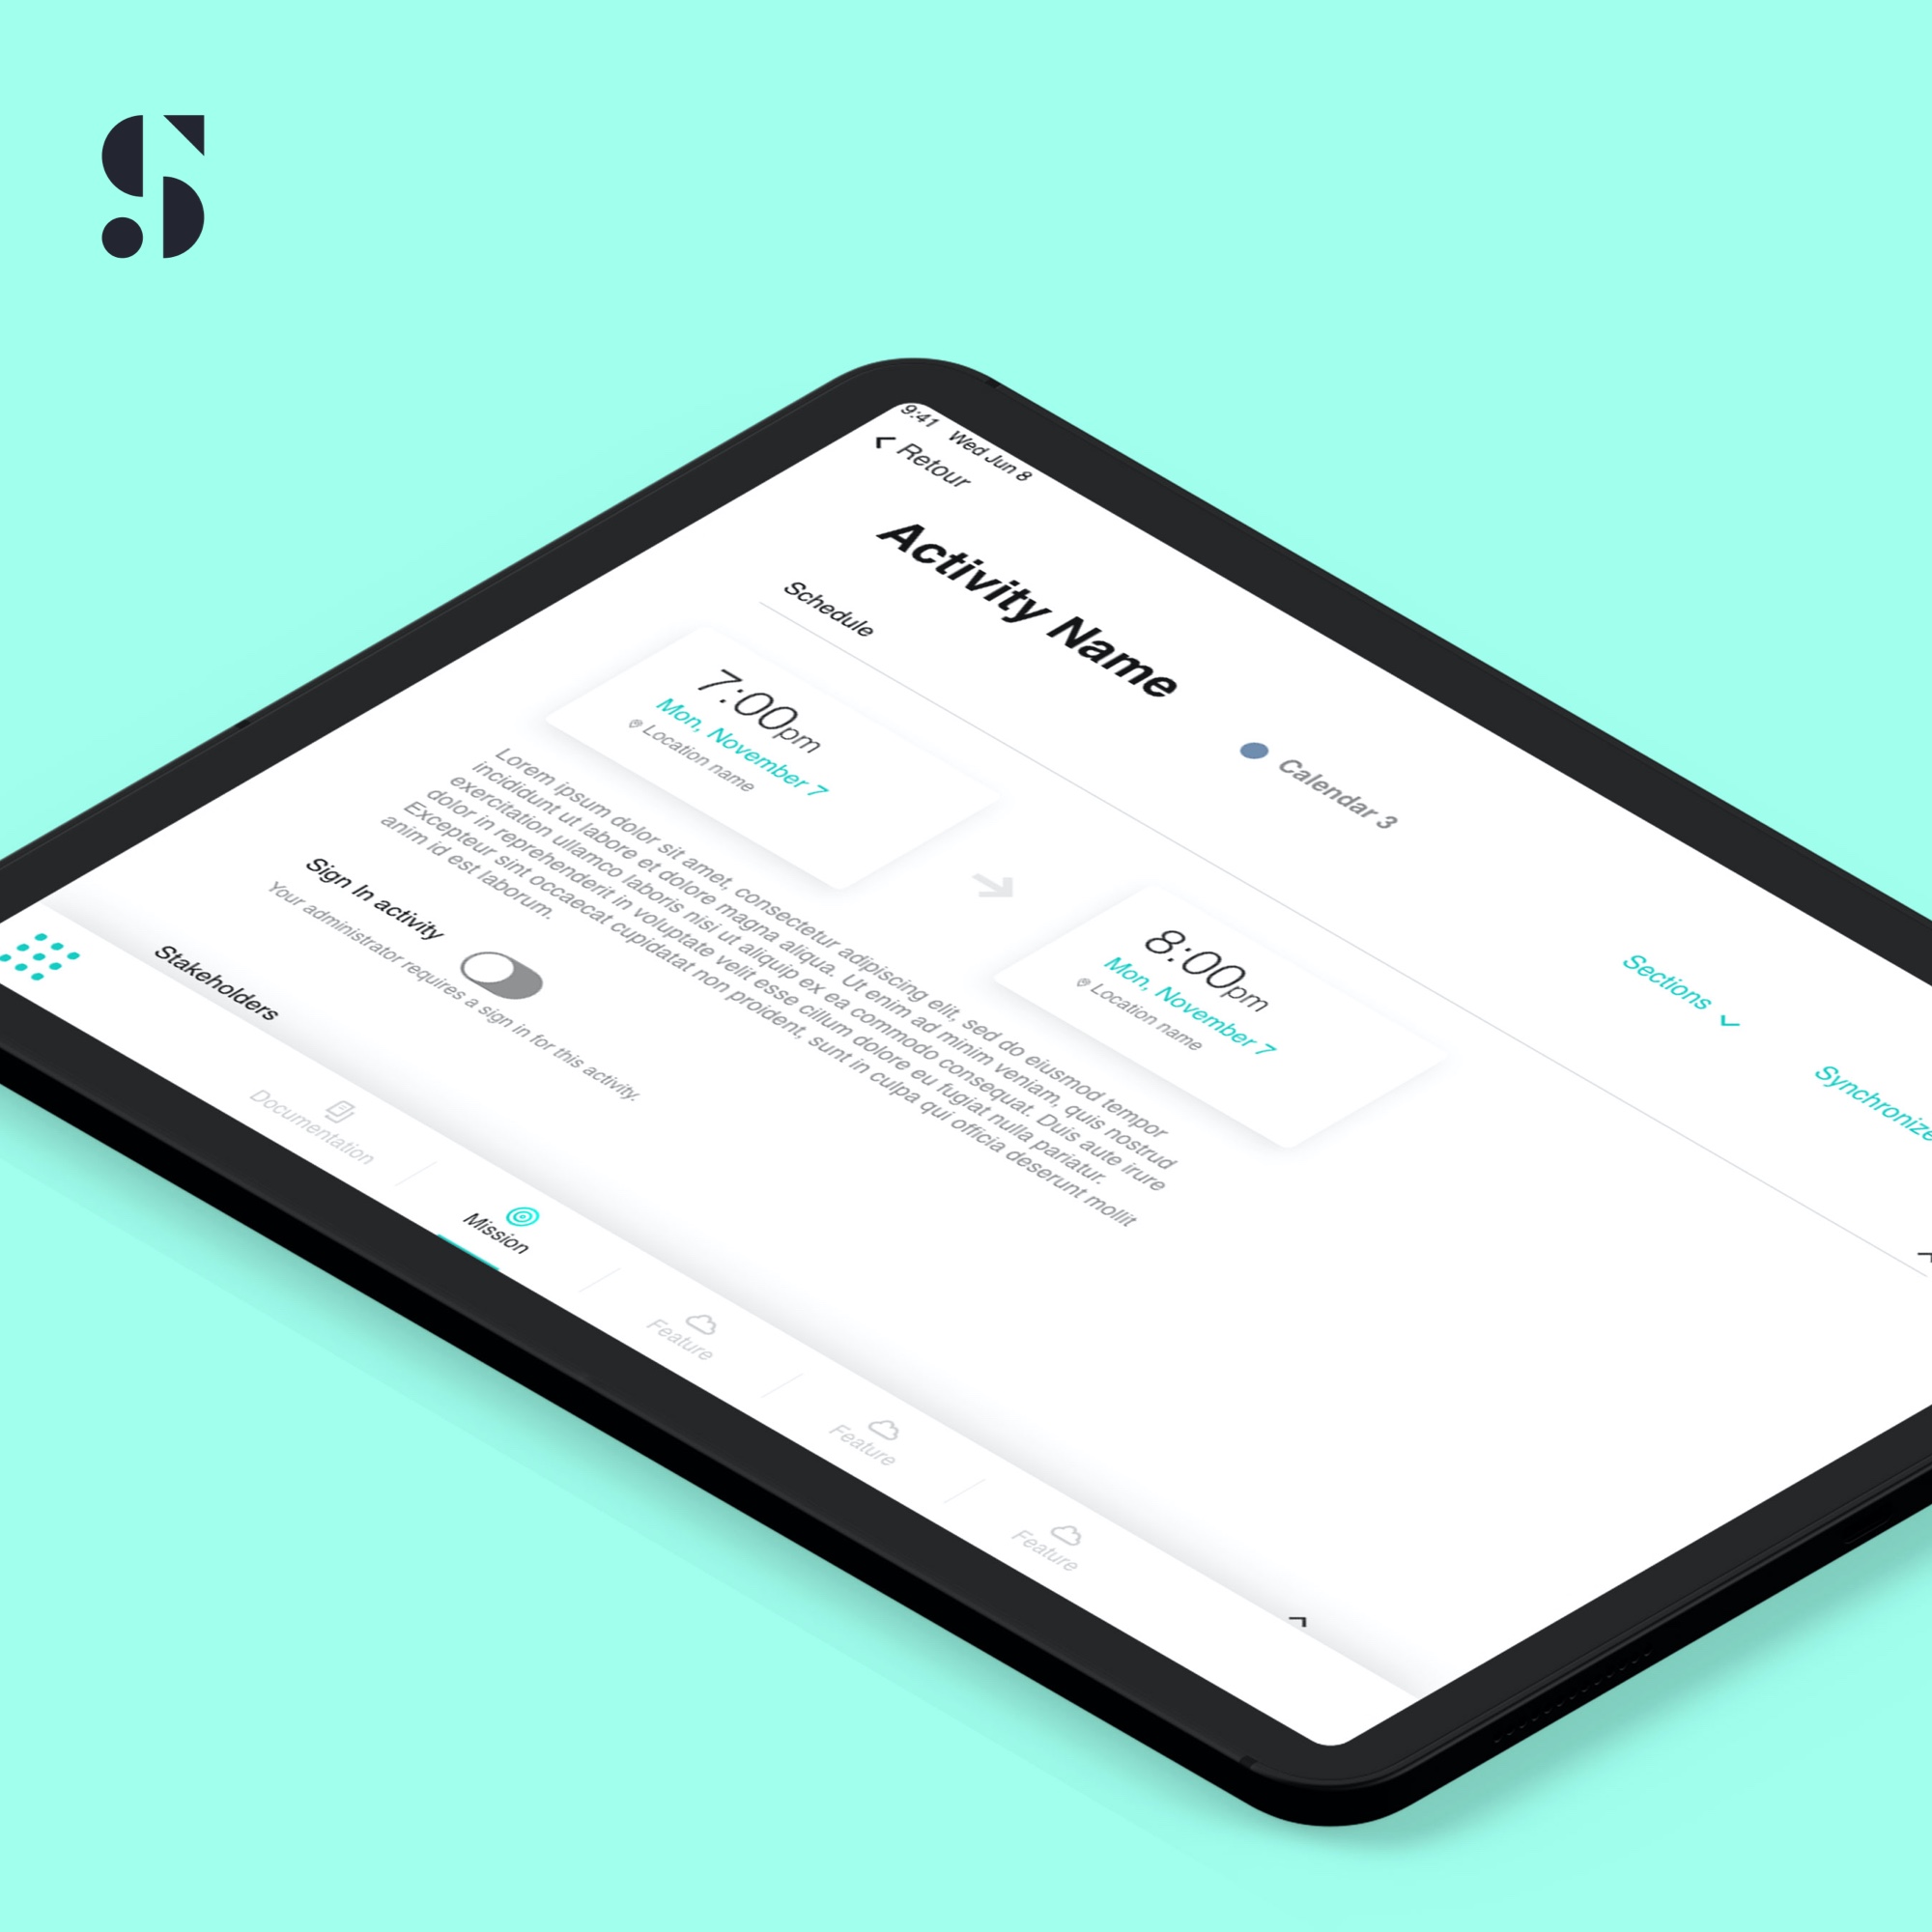 9:41 Wed Jun 8
Retour
Activity Name
Calendar 3
Sections
Synchronize
Schedule
7:00pm
Mon, November 7
Location name
8:00pm
Mon, November 7
Location name
Lorem ipsum dolor sit amet, consectetur adipiscing elit, sed do eiusmod tempor
incididunt ut labore et dolore magna aliqua. Ut enim ad minim veniam, quis nostrud
exercitation ullamco laboris nisi ut aliquip ex ea commodo consequat. Duis aute irure
dolor in reprehenderit in voluptate velit esse cillum dolore eu fugiat nulla pariatur.
Excepteur sint occaecat cupidatat non proident, sunt in culpa qui officia deserunt mollit
anim id est laborum.
Sign In activity
Your administrator requires a sign in for this activity.
Stakeholders
Documentation
Mission
Feature
Feature
Feature